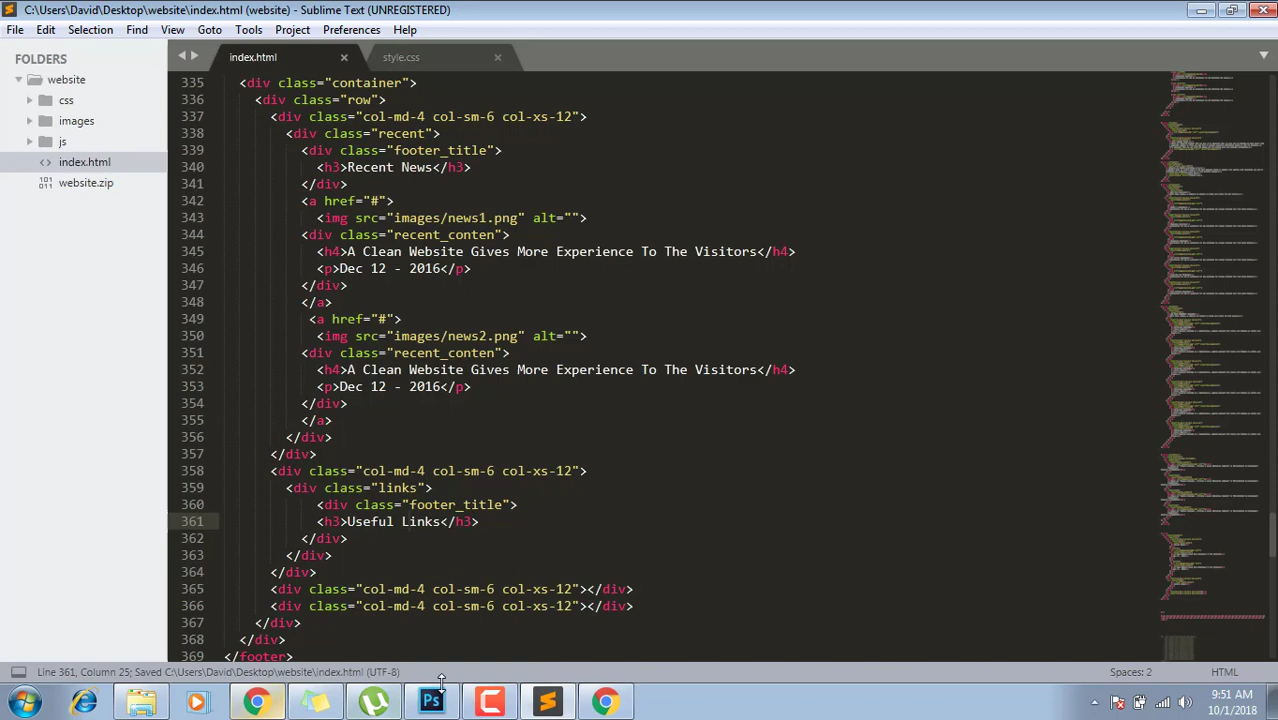 C:\Users\David\Desktop\website\index.html (website) - Sublime Text (UNREGISTERED)
File Edit Selection Find View Goto Tools Project Preferences Help
FOLDERS
website
css
images
js
index.html
website.zip
index.html
style.css
335 <div class="container">
336 <div class="row">
337 <div class="col-md-4 col-sm-6 col-xs-12">
338 <div class="recent">
339 <div class="footer_title">
340 <h3>Recent News</h3>
341 </div>
342 <a href="#">
343 <img src="images/news1.png" alt="">
344 <div class="recent_conten">
345 <h4>A Clean Website Gives More Experience To The Visitors</h4>
346 <p>Dec 12 - 2016</p>
347 </div>
348 </a>
349 <a href="#">
350 <img src="images/news2.png" alt="">
351 <div class="recent_conten">
352 <h4>A Clean Website Gives More Experience To The Visitors</h4>
353 <p>Dec 12 - 2016</p>
354 </div>
355 </a>
356 </div>
357 </div>
358 <div class="col-md-4 col-sm-6 col-xs-12">
359 <div class="links">
360 <div class="footer_title">
361 <h3>Useful Links</h3>
362 </div>
363 </div>
364 </div>
365 <div class="col-md-4 col-sm-6 col-xs-12"></div>
366 <div class="col-md-4 col-sm-6 col-xs-12"></div>
367 </div>
368 </div>
369 </footer>
Line 361, Column 25; Saved C:\Users\David\Desktop\website\index.html (UTF-8)
HTML
Ps
9:51 AM
10/1/2018